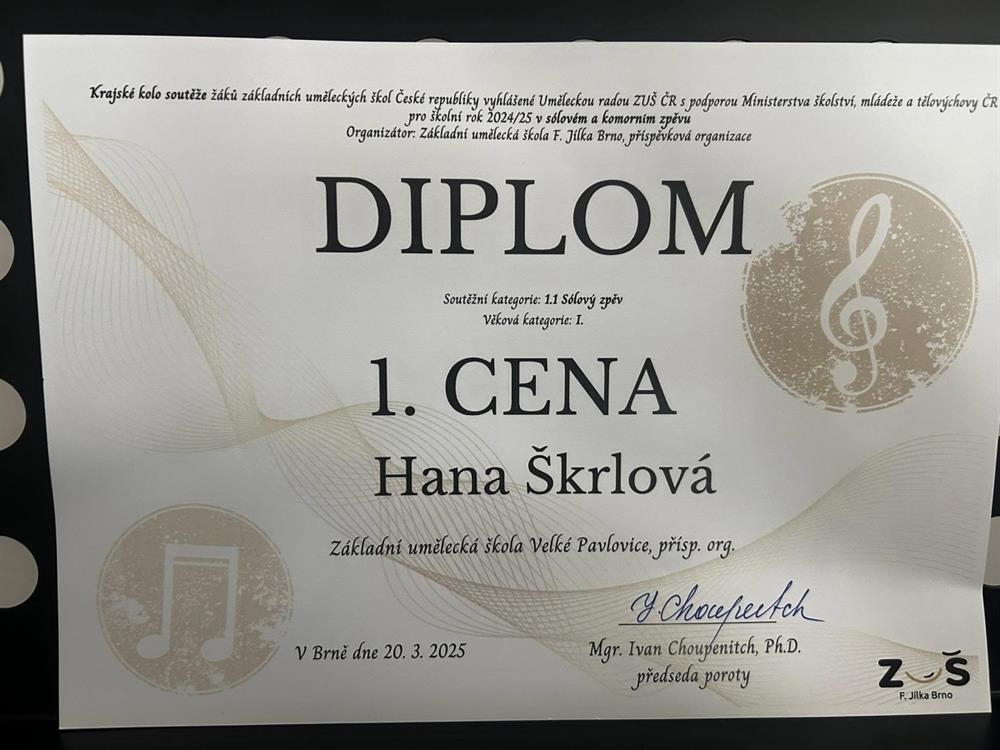 Krajské kolo soutěže žáků základních uměleckých škol České republiky vyhlášené Uměleckou radou ZUŠ ČR s podporou Ministerstva školství, mládeže a tělovýchovy ČR
pro školní rok 2024/25 v sólovém a komorním zpěvu
Organizátor: Základní umělecká škola F. Jílka Brno, příspěvková organizace
DIPLOM
Soutěžní kategorie: 1.1 Sólový zpěv
Věková kategorie: I.
1. CENA
Hana Škrlová
Základní umělecká škola Velké Pavlovice, přísp. org.
Y. Choupenitch
V Brně dne 20. 3. 2025
Mgr. Ivan Choupenitch, Ph.D.
předseda poroty
ZUŠ
F. Jílka Brno